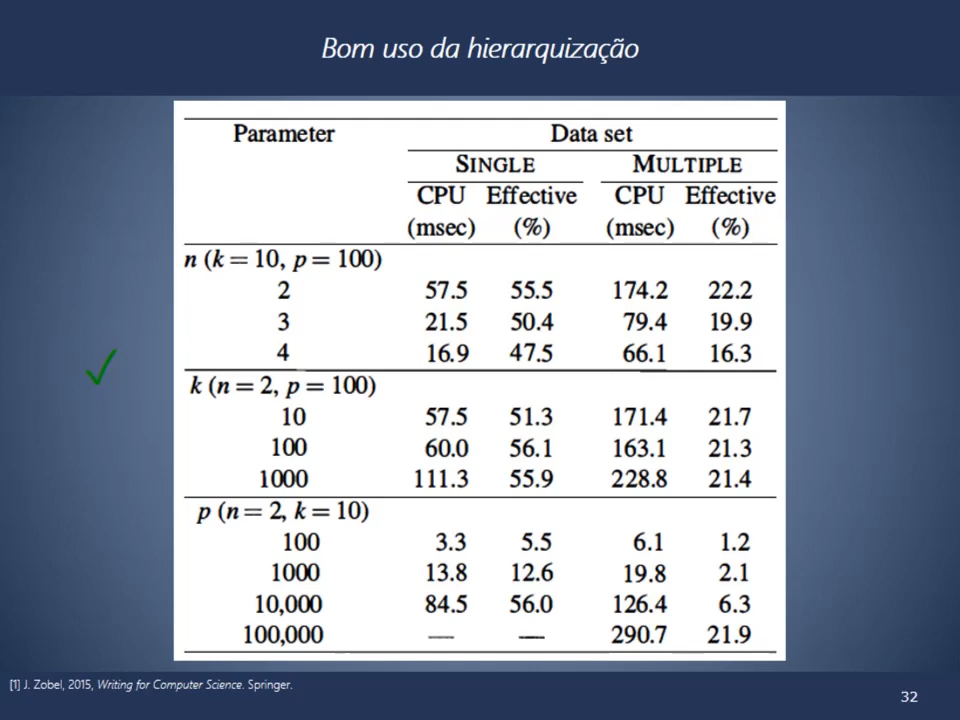 Bom uso da hierarquização
Parameter Data set
SINGLE MULTIPLE
CPU Effective CPU Effective
(msec) (%) (msec) (%)
n (k = 10, p = 100)
2 57.5 55.5 174.2 22.2
3 21.5 50.4 79.4 19.9
4 16.9 47.5 66.1 16.3
k (n = 2, p = 100)
10 57.5 51.3 171.4 21.7
100 60.0 56.1 163.1 21.3
1000 111.3 55.9 228.8 21.4
p (n = 2, k = 10)
100 3.3 5.5 6.1 1.2
1000 13.8 12.6 19.8 2.1
10,000 84.5 56.0 126.4 6.3
100,000 — — 290.7 21.9
[1] J. Zobel, 2015, Writing for Computer Science. Springer.
32